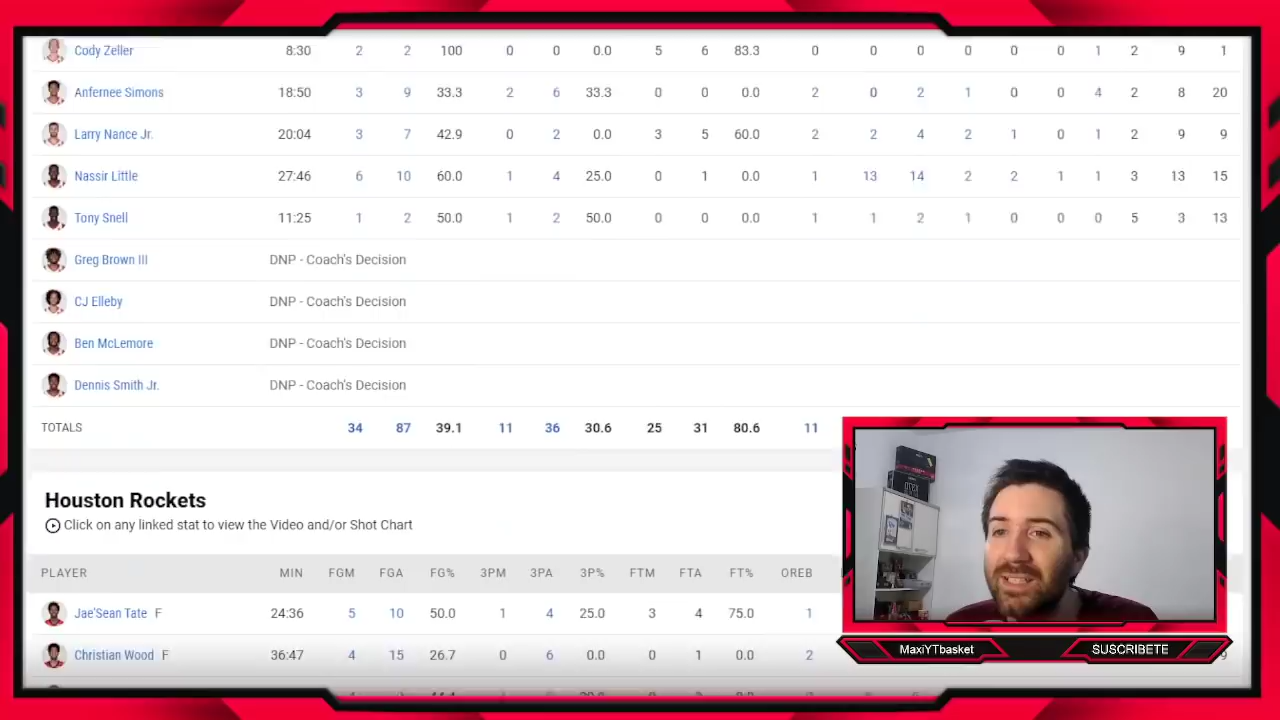 Cody Zeller 8:30 2 2 100 0 0 0.0 5 6 83.3 0 0 0 0 0 0 1 2 9 1
Anfernee Simons 18:50 3 9 33.3 2 6 33.3 0 0 0.0 2 0 2 1 0 0 4 2 8 20
Larry Nance Jr. 20:04 3 7 42.9 0 2 0.0 3 5 60.0 2 2 4 2 1 0 1 2 9 9
Nassir Little 27:46 6 10 60.0 1 4 25.0 0 1 0.0 1 13 14 2 2 1 1 3 13 15
Tony Snell 11:25 1 2 50.0 1 2 50.0 0 0 0.0 1 1 2 1 0 0 0 5 3 13
Greg Brown III DNP - Coach's Decision
CJ Elleby DNP - Coach's Decision
Ben McLemore DNP - Coach's Decision
Dennis Smith Jr. DNP - Coach's Decision
TOTALS 34 87 39.1 11 36 30.6 25 31 80.6 11
Houston Rockets
Click on any linked stat to view the Video and/or Shot Chart
PLAYER MIN FGM FGA FG% 3PM 3PA 3P% FTM FTA FT% OREB
Jae'Sean Tate F 24:36 5 10 50.0 1 4 25.0 3 4 75.0 1
Christian Wood F 36:47 4 15 26.7 0 6 0.0 0 1 0.0 2 9
MaxiYTbasket
SUSCRIBETE